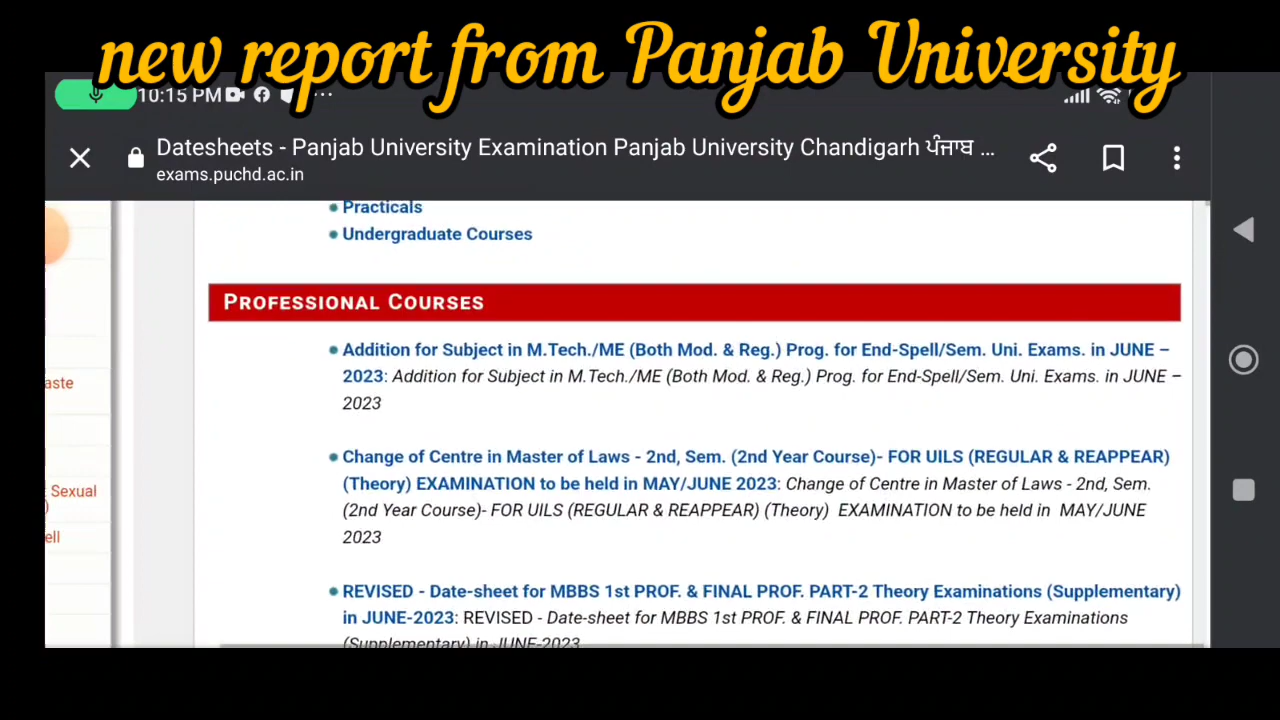 new report from Panjab University
10:15 PM
Datesheets - Panjab University Examination Panjab University Chandigarh ਪੰਜਾਬ ...
exams.puchd.ac.in
Practicals
Undergraduate Courses
PROFESSIONAL COURSES
Addition for Subject in M.Tech./ME (Both Mod. & Reg.) Prog. for End-Spell/Sem. Uni. Exams. in JUNE –
2023: Addition for Subject in M.Tech./ME (Both Mod. & Reg.) Prog. for End-Spell/Sem. Uni. Exams. in JUNE –
2023
aste
Change of Centre in Master of Laws - 2nd, Sem. (2nd Year Course)- FOR UILS (REGULAR & REAPPEAR)
(Theory) EXAMINATION to be held in MAY/JUNE 2023: Change of Centre in Master of Laws - 2nd, Sem.
(2nd Year Course)- FOR UILS (REGULAR & REAPPEAR) (Theory) EXAMINATION to be held in MAY/JUNE
2023
Sexual
)
ell
REVISED - Date-sheet for MBBS 1st PROF. & FINAL PROF. PART-2 Theory Examinations (Supplementary)
in JUNE-2023: REVISED - Date-sheet for MBBS 1st PROF. & FINAL PROF. PART-2 Theory Examinations
(Supplementary) in JUNE-2023